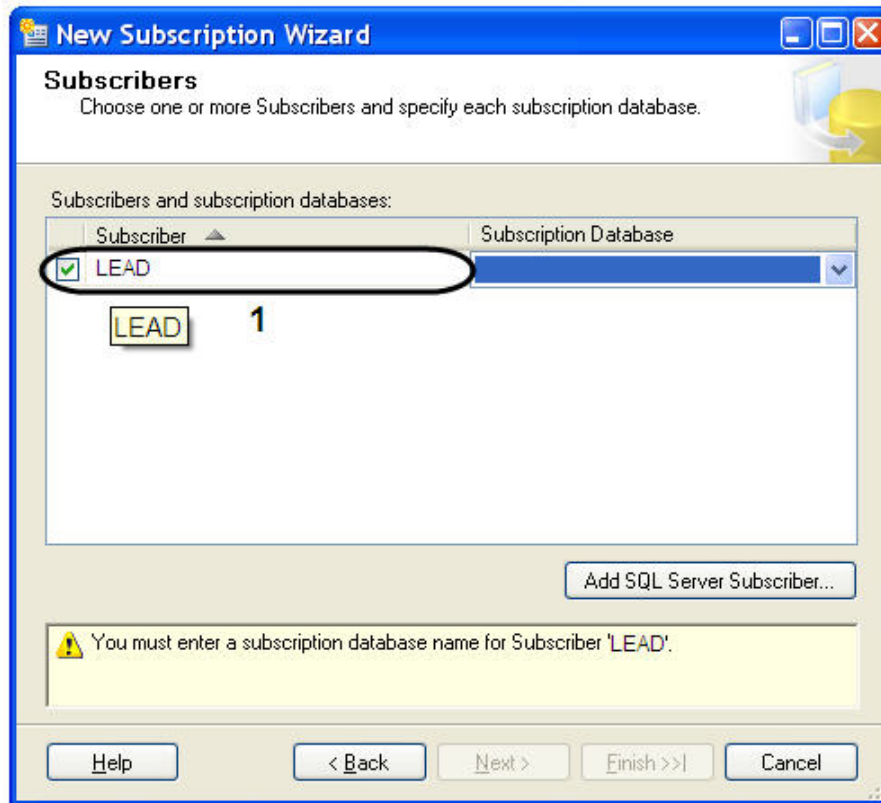 New Subscription Wizard
Subscribers
Choose one or more Subscribers and specify each subscription database.
Subscribers and subscription databases:
Subscriber Subscription Database
LEAD
LEAD 1
Add SQL Server Subscriber...
You must enter a subscription database name for Subscriber 'LEAD'.
Help < Back Next > Finish >>| Cancel